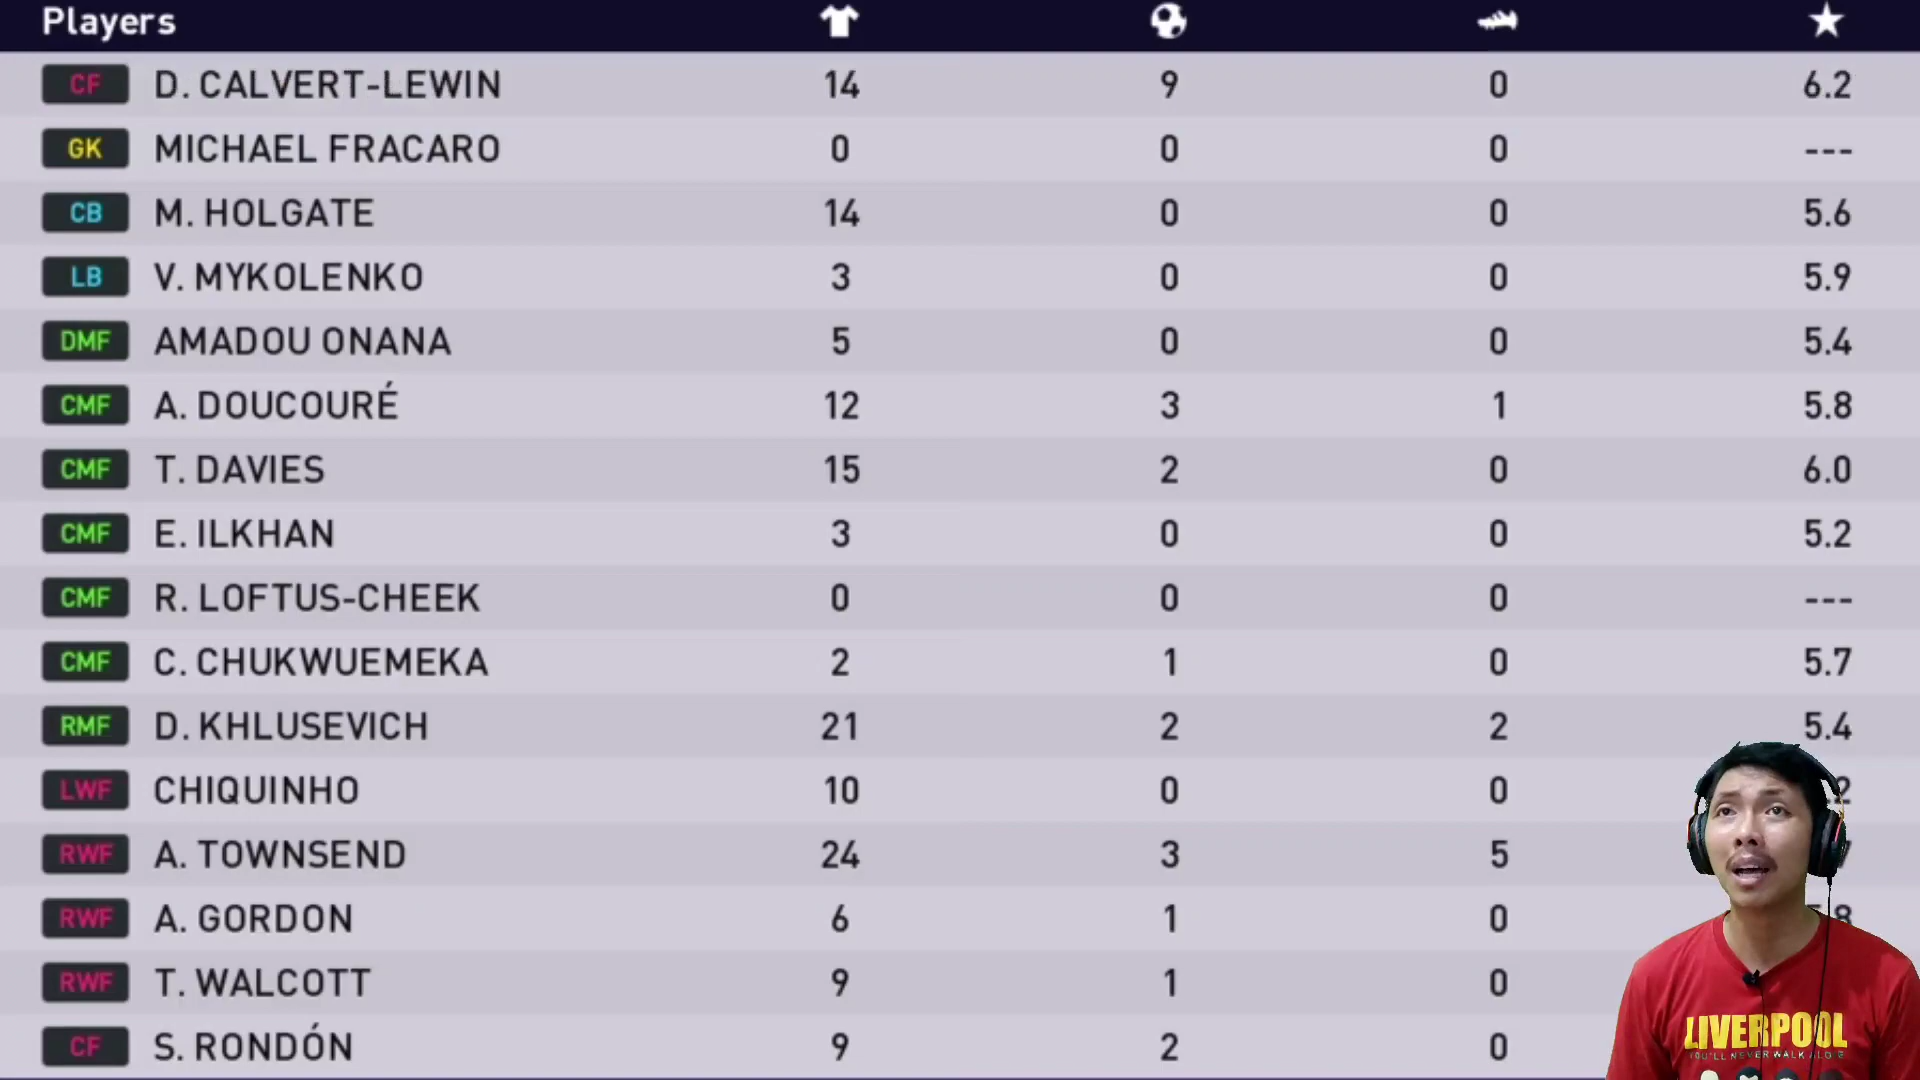 Players
CF D. CALVERT-LEWIN 14 9 0 6.2
GK MICHAEL FRACARO 0 0 0 ---
CB M. HOLGATE 14 0 0 5.6
LB V. MYKOLENKO 3 0 0 5.9
DMF AMADOU ONANA 5 0 0 5.4
CMF A. DOUCOURÉ 12 3 1 5.8
CMF T. DAVIES 15 2 0 6.0
CMF E. ILKHAN 3 0 0 5.2
CMF R. LOFTUS-CHEEK 0 0 0 ---
CMF C. CHUKWUEMEKA 2 1 0 5.7
RMF D. KHLUSEVICH 21 2 2 5.4
LWF CHIQUINHO 10 0 0
RWF A. TOWNSEND 24 3 5
RWF A. GORDON 6 1 0
RWF T. WALCOTT 9 1 0
CF S. RONDÓN 9 2 0
LIVERPOOL
YOU'LL NEVER WALK ALONE